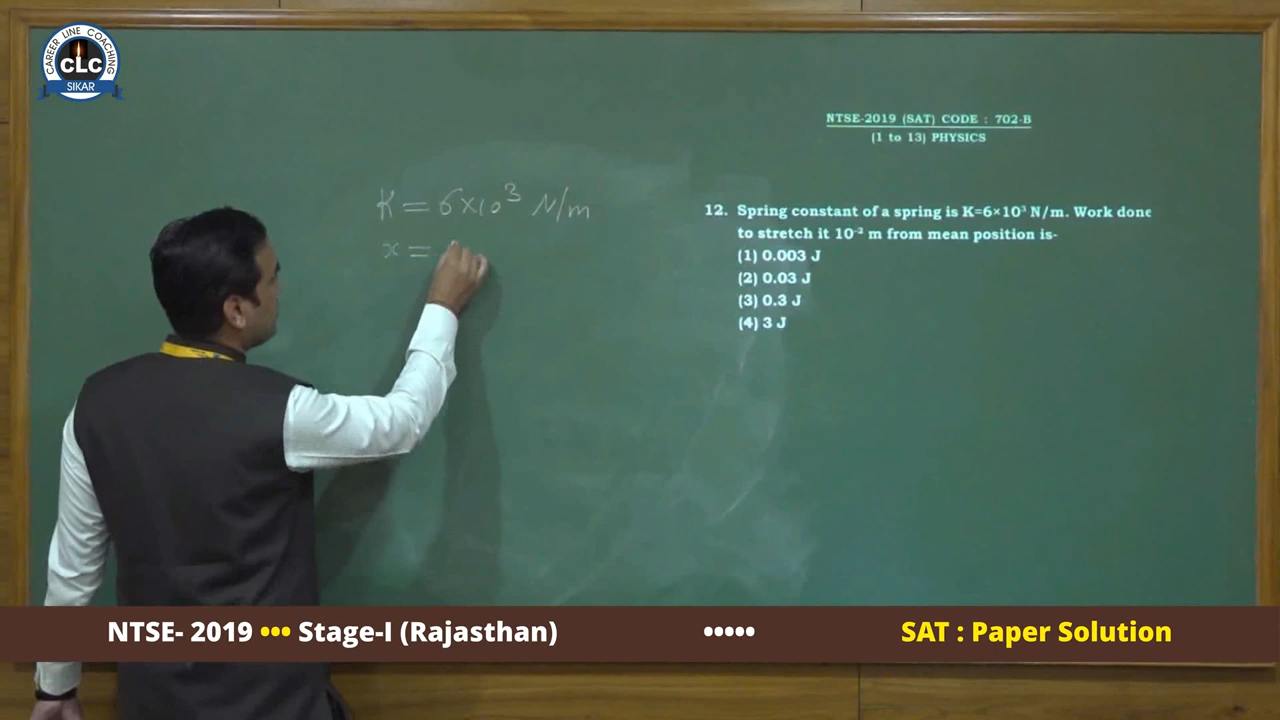 CAREER LINE COACHING
CLC
SIKAR
NTSE-2019 (SAT) CODE : 702-B
(1 to 13) PHYSICS
K = 6×10³ N/m
x =
12. Spring constant of a spring is K=6×10³ N/m. Work done
to stretch it 10⁻² m from mean position is-
(1) 0.003 J
(2) 0.03 J
(3) 0.3 J
(4) 3 J
NTSE- 2019 ••• Stage-I (Rajasthan) ••••• SAT : Paper Solution